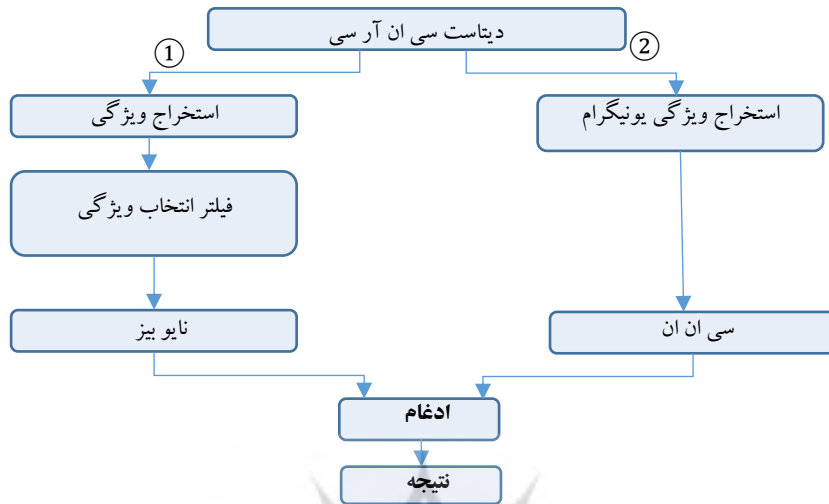 دیتاست سی ان آر سی
①
②
استخراج ویژگی
استخراج ویژگی یونیگرام
فیلتر انتخاب ویژگی
نایو بیز
سی ان ان
ادغام
نتیجه